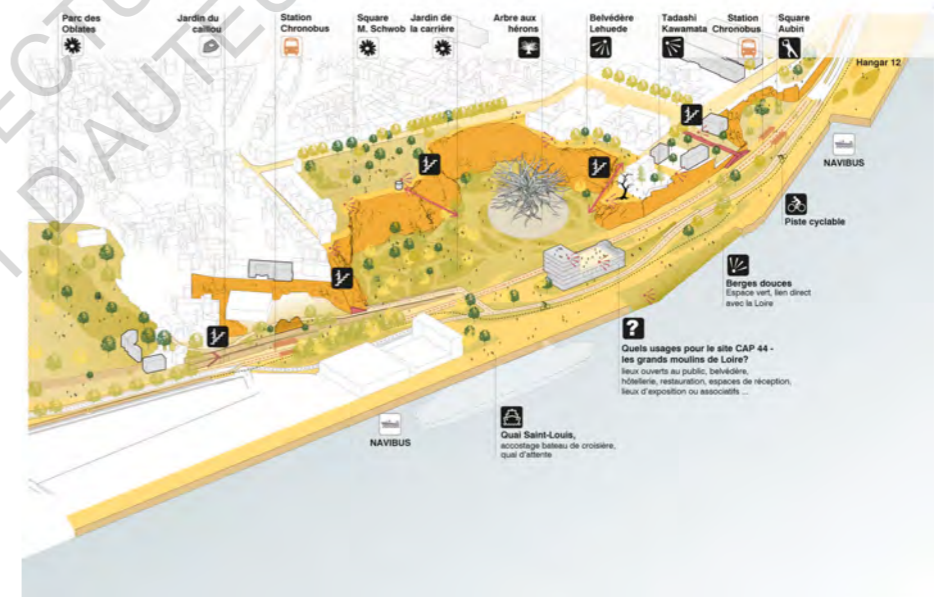 Parc des
Oblates
Jardin du
caillou
Station
Chronobus
Square
M. Schwob
Jardin de
la carrière
Arbre aux
hérons
Belvédère
Lehuede
Tadashi
Kawamata
Station
Chronobus
Square
Aubin
Hangar 12
NAVIBUS
Piste cyclable
Berges douces
Espace vert, lien direct
avec la Loire
?
Quels usages pour le site CAP 44 -
les grands moulins de Loire?
lieux ouverts au public, belvédère,
hôtellerie, restauration, espaces de réception,
lieux d'exposition ou associatifs ...
NAVIBUS
Quai Saint-Louis,
accostage bateau de croisière,
quai d'attente
D'AUTEU